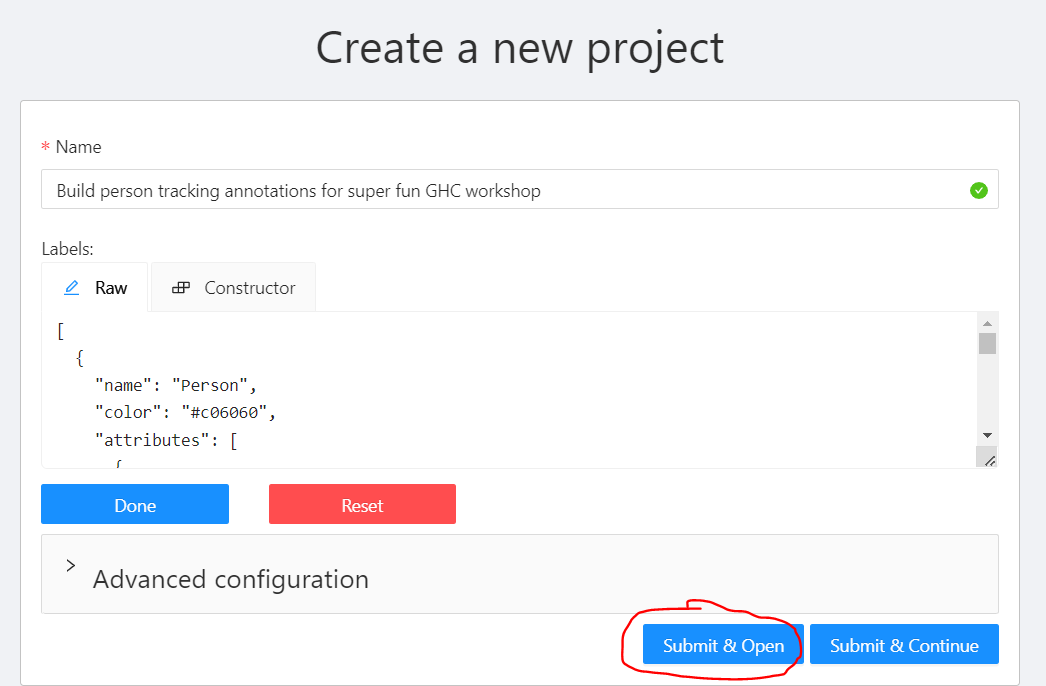 Create a new project
* Name
Build person tracking annotations for super fun GHC workshop
Labels:
Raw Constructor
[
{
"name": "Person",
"color": "#c06060",
"attributes": [
{
Done Reset
> Advanced configuration
Submit & Open Submit & Continue